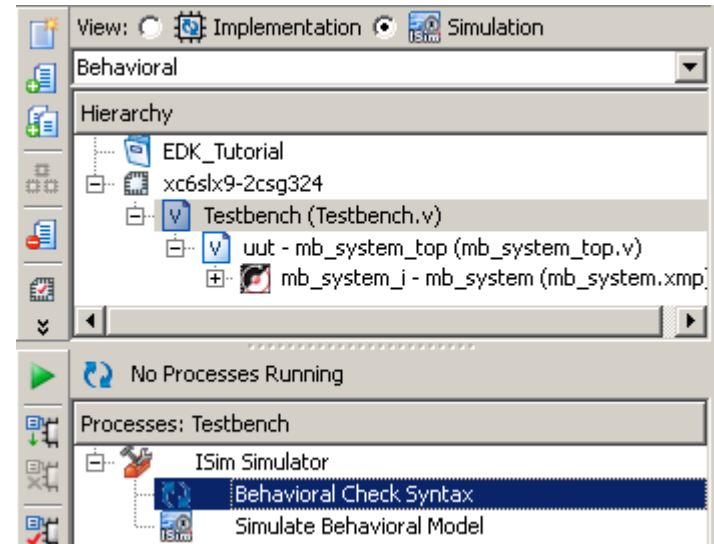 View: Implementation Simulation
Behavioral
Hierarchy
EDK_Tutorial
xc6slx9-2csg324
V Testbench (Testbench.v)
V uut - mb_system_top (mb_system_top.v)
mb_system_i - mb_system (mb_system.xmp)
No Processes Running
Processes: Testbench
ISim Simulator
Behavioral Check Syntax
Simulate Behavioral Model